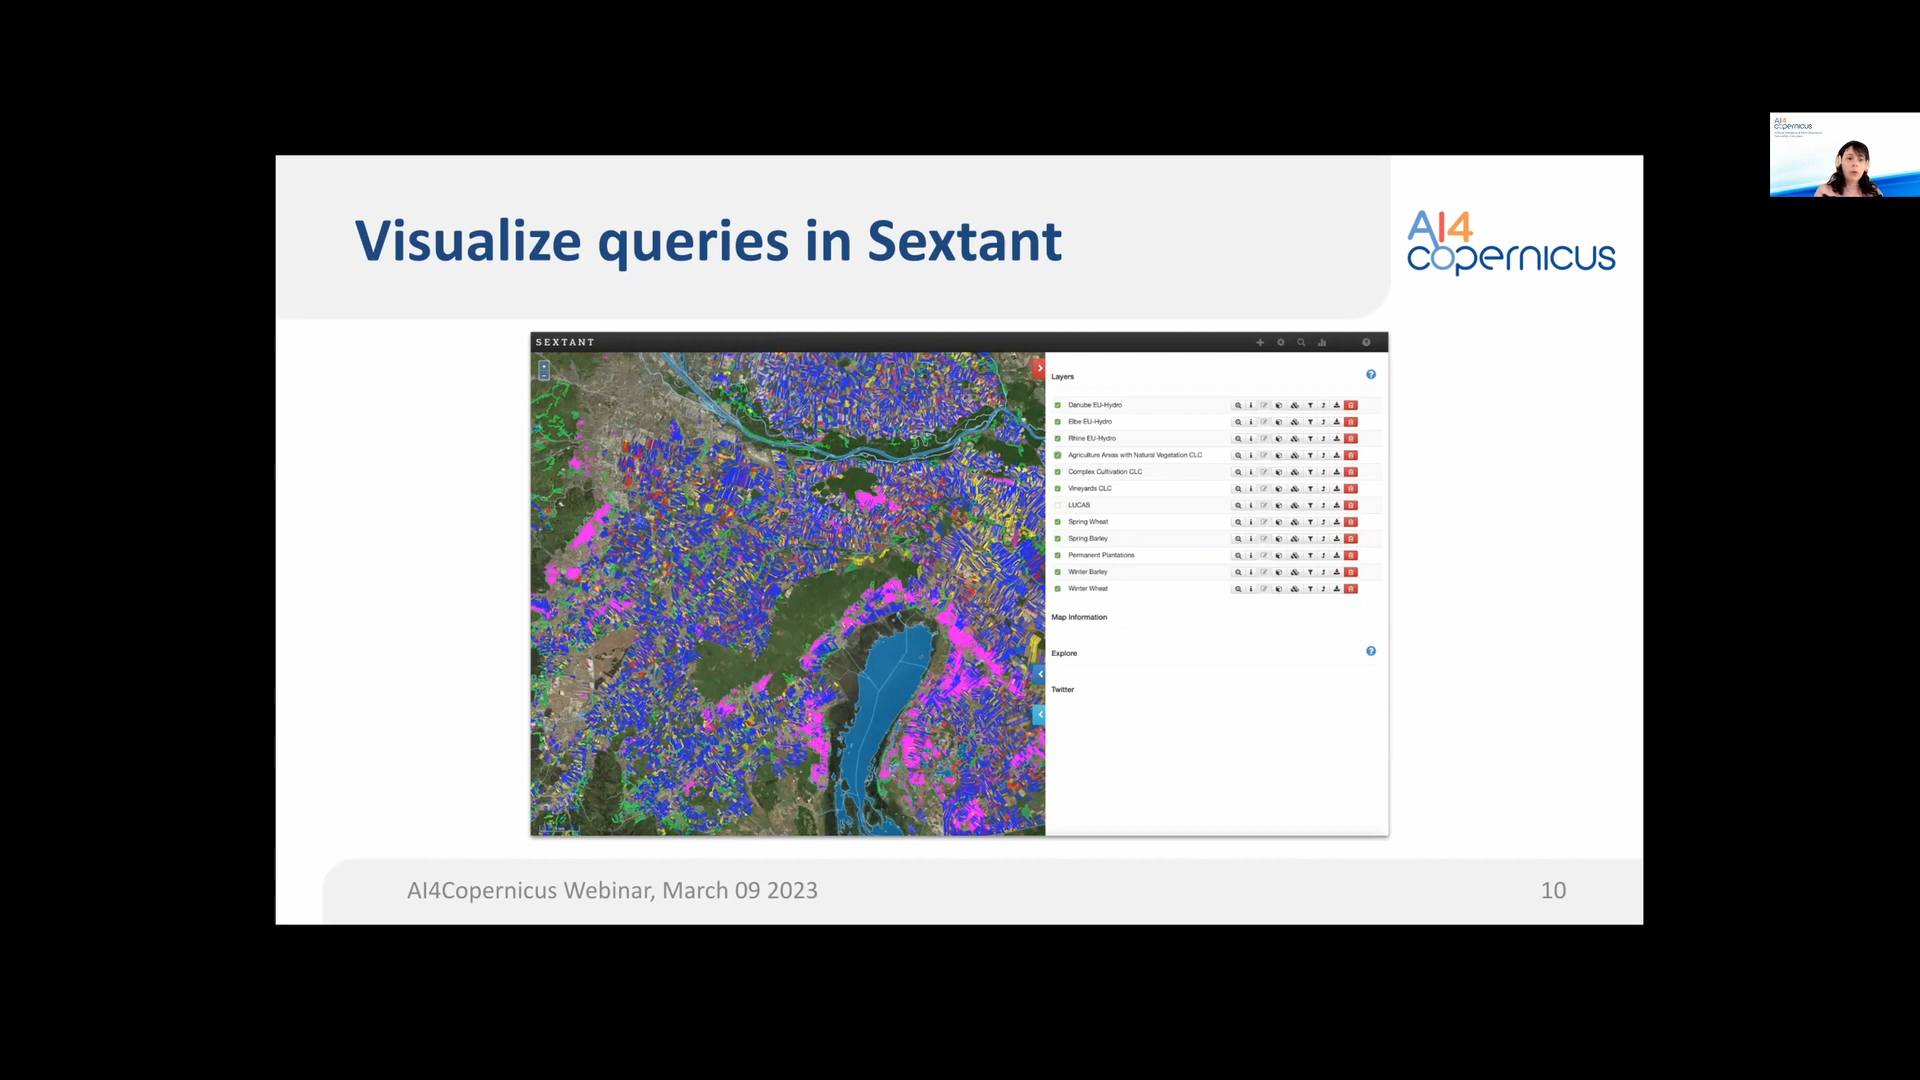 Visualize queries in Sextant
AI4
copernicus
AI4
copernicus
SEXTANT
Layers
Danube EU-Hydro
Elbe EU-Hydro
Rhine EU-Hydro
Agriculture Areas with Natural Vegetation CLC
Complex Cultivation CLC
Vineyards CLC
LUCAS
Spring Wheat
Spring Barley
Permanent Plantations
Winter Barley
Winter Wheat
Map Information
Explore
Twitter
AI4Copernicus Webinar, March 09 2023
10